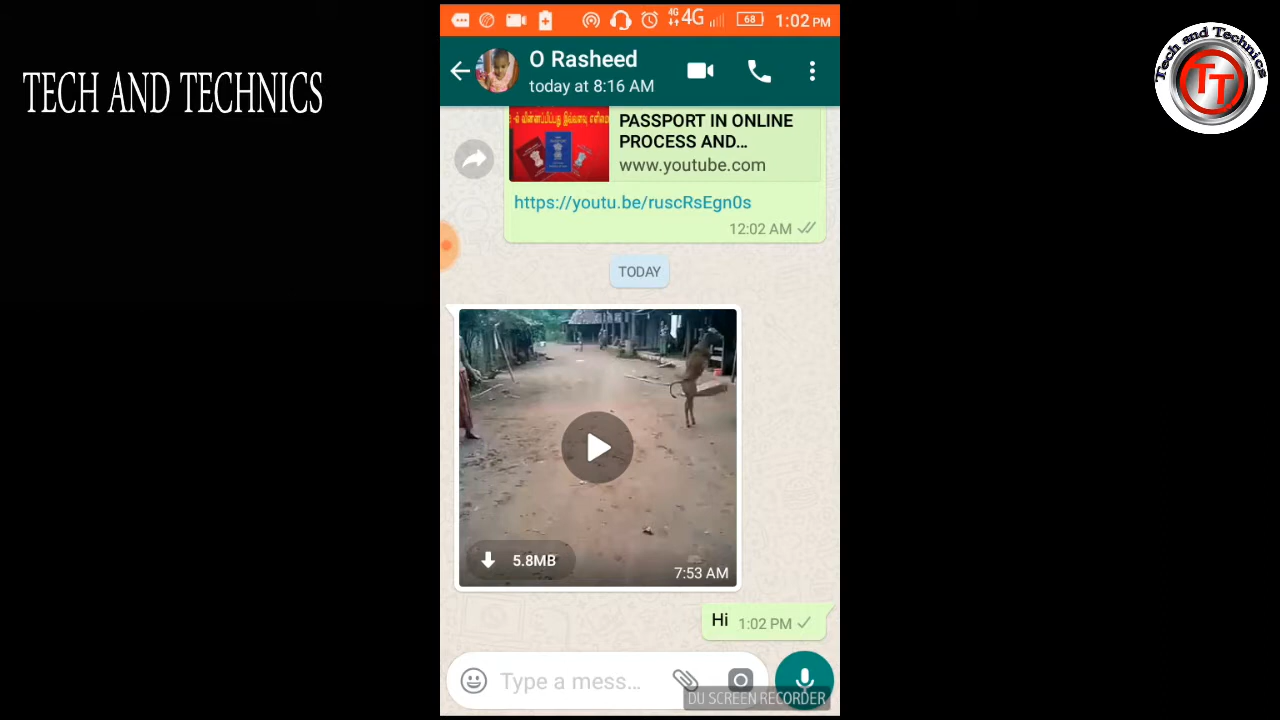 TECH AND TECHNICS
Tech and Technics
TT
4G 4G 68 1:02 PM
O Rasheed
today at 8:16 AM
PASSPORT IN ONLINE
PROCESS AND...
www.youtube.com
https://youtu.be/ruscRsEgn0s
12:02 AM
TODAY
5.8MB
7:53 AM
Hi 1:02 PM
Type a mess...
DU SCREEN RECORDER